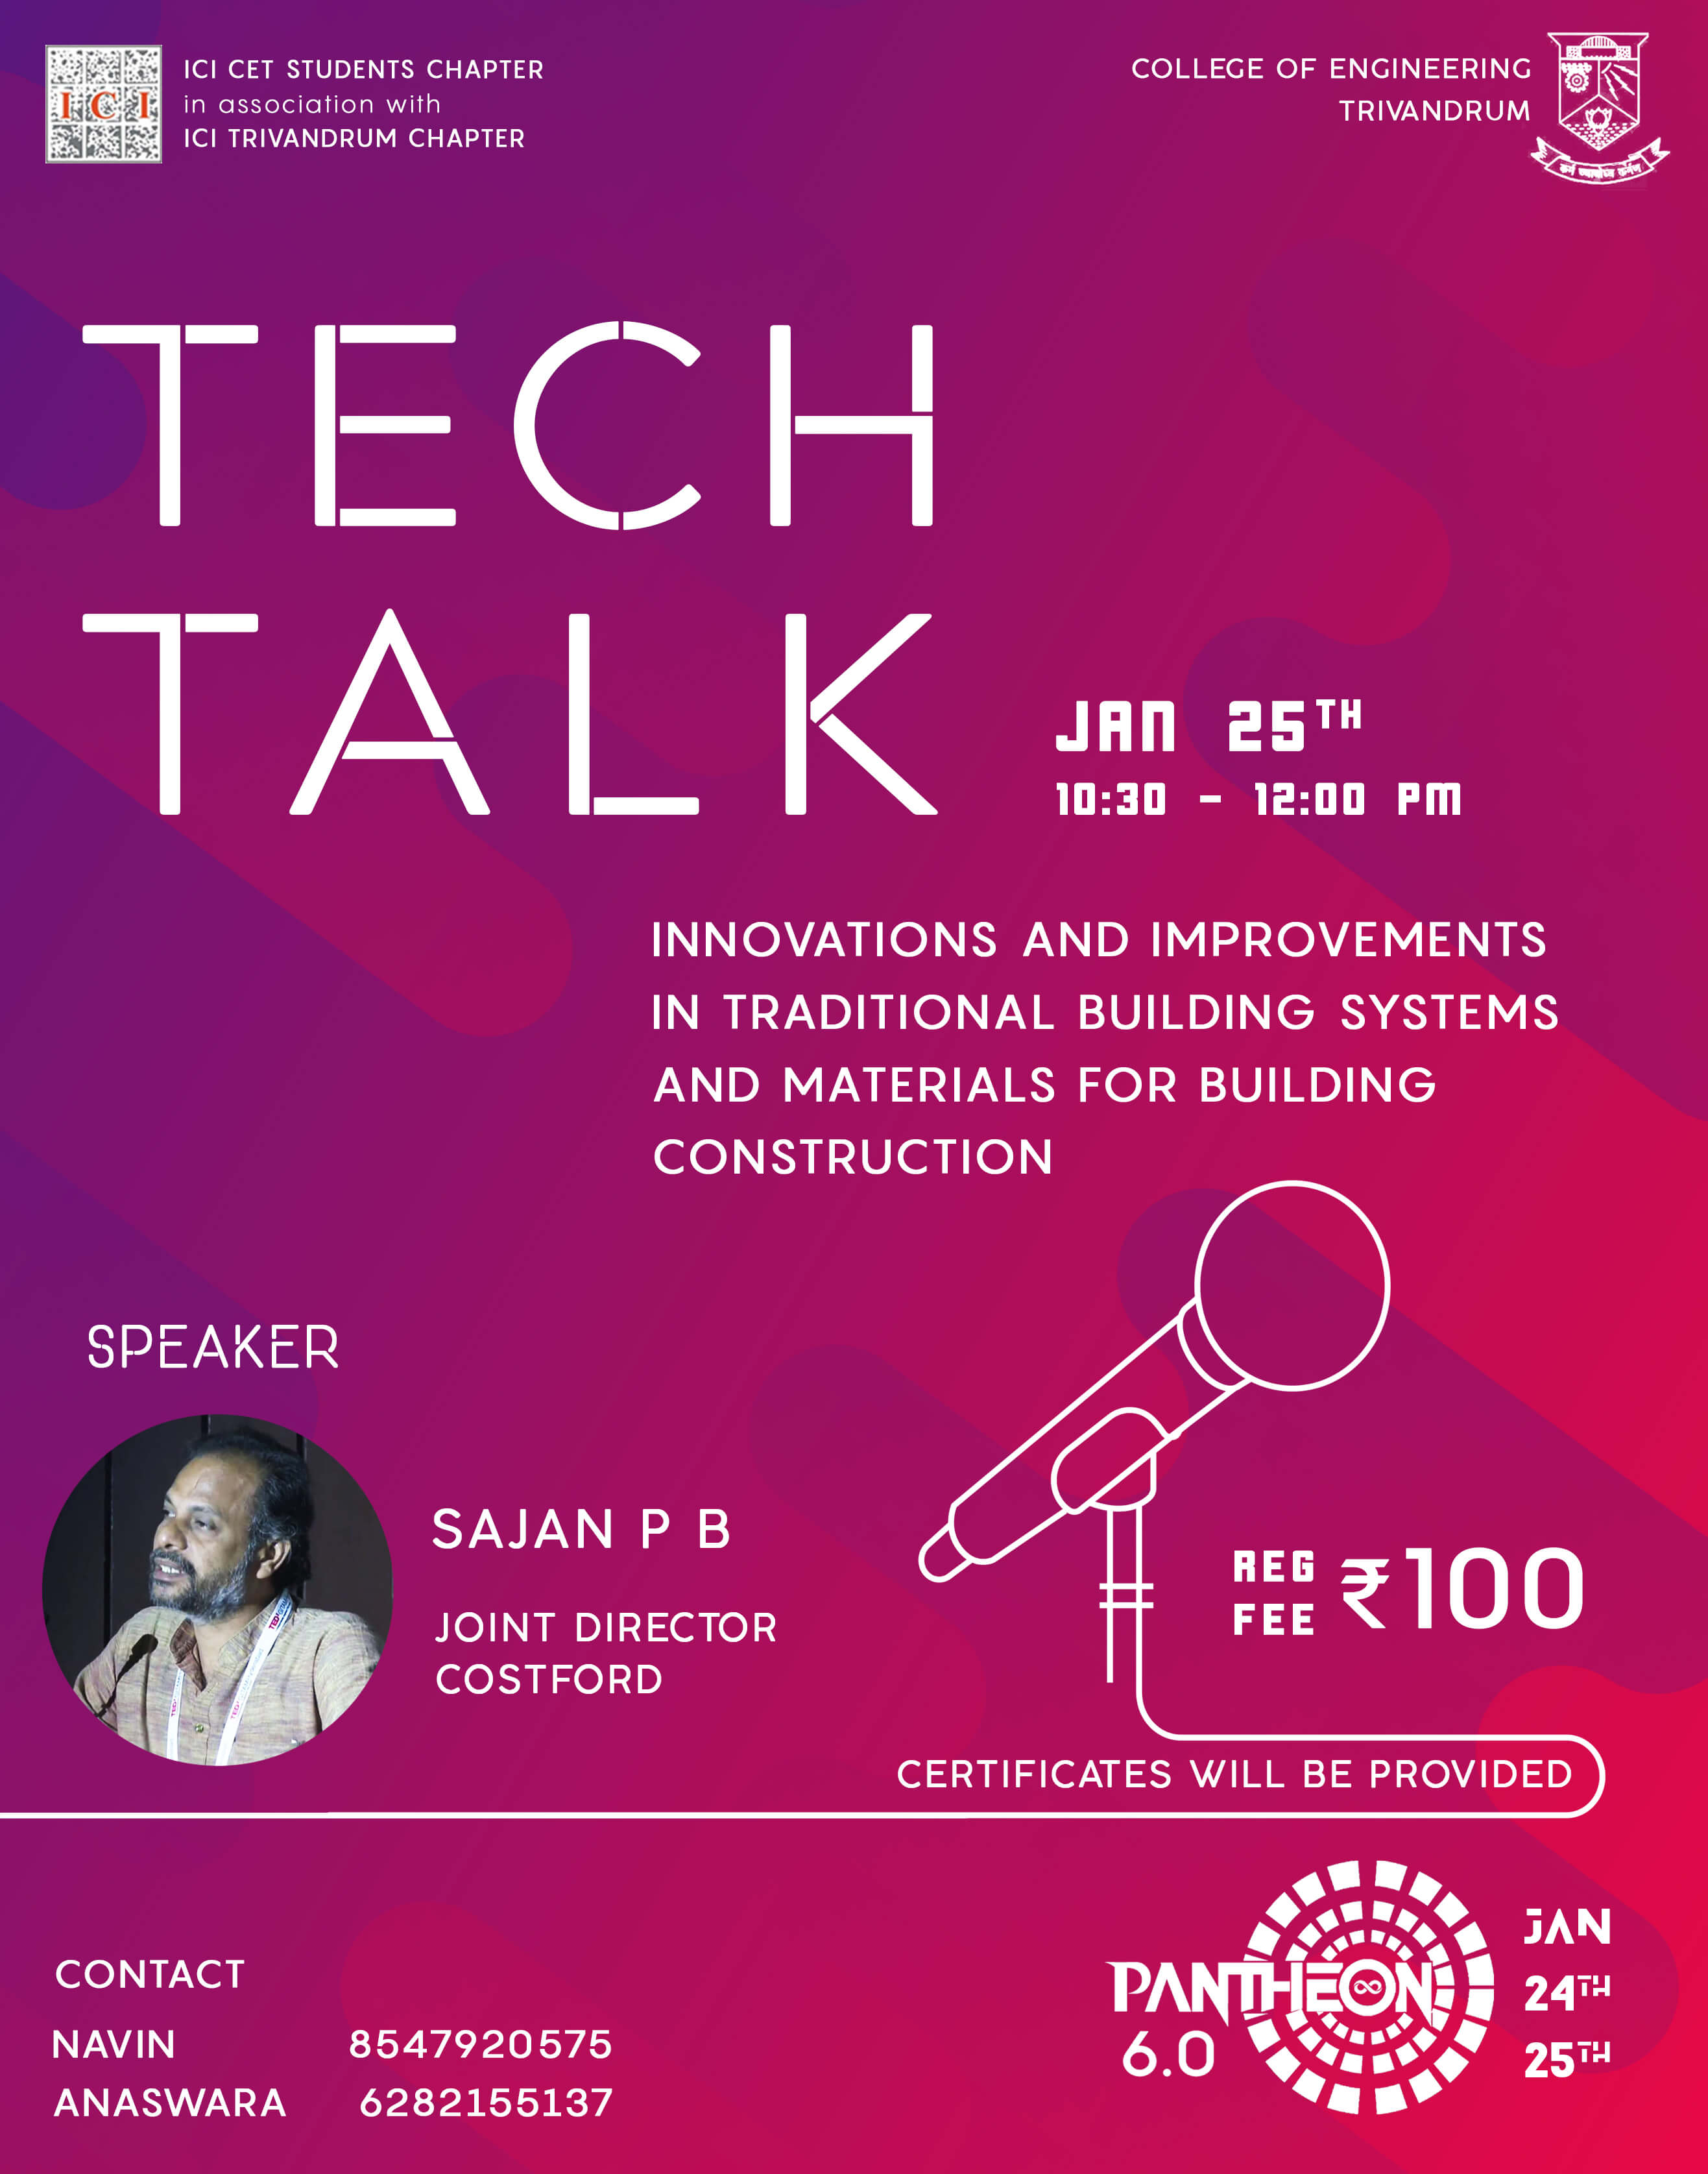 ICI
ICI CET STUDENTS CHAPTER
in association with
ICI TRIVANDRUM CHAPTER
COLLEGE OF ENGINEERING
TRIVANDRUM
TECH
TALK
JAN 25TH
10:30 - 12:00 PM
INNOVATIONS AND IMPROVEMENTS
IN TRADITIONAL BUILDING SYSTEMS
AND MATERIALS FOR BUILDING
CONSTRUCTION
SPEAKER
SAJAN P B
JOINT DIRECTOR
COSTFORD
REG
FEE ₹100
CERTIFICATES WILL BE PROVIDED
CONTACT
NAVIN 8547920575
ANASWARA 6282155137
PANTHEON
6.0
JAN
24TH
25TH